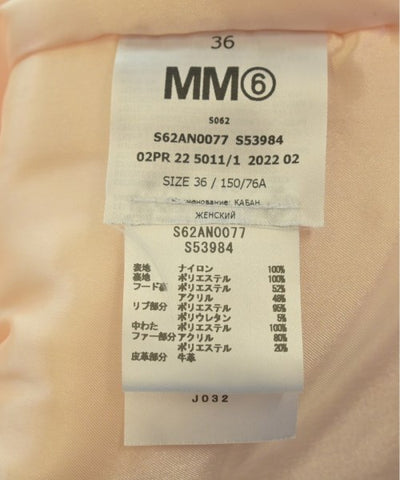 36
MM⑥
S062
S62AN0077 S53984
02PR 22 5011/1 2022 02
SIZE 36 / 150/76A
менование: КАБАН
ЖЕНСКИЙ
S62AN0077
S53984
表地 ナイロン 100%
裏地 ポリエステル 100%
フード裏 ポリエステル 52%
アクリル 48%
リブ部分 ポリエステル 95%
ポリウレタン 5%
中わた ポリエステル 100%
ファー部分 アクリル 80%
ポリエステル 20%
皮革部分 牛革
J032